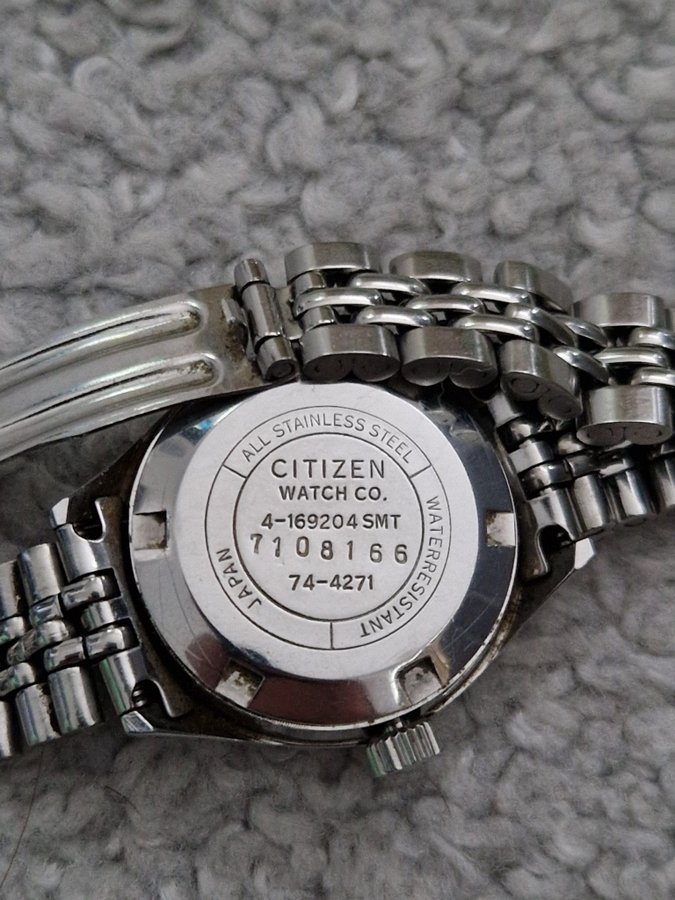 ALL STAINLESS STEEL
CITIZEN
WATCH CO.
4-169204 SMT
7108166
74-4271
WATERRESISTANT
JAPAN